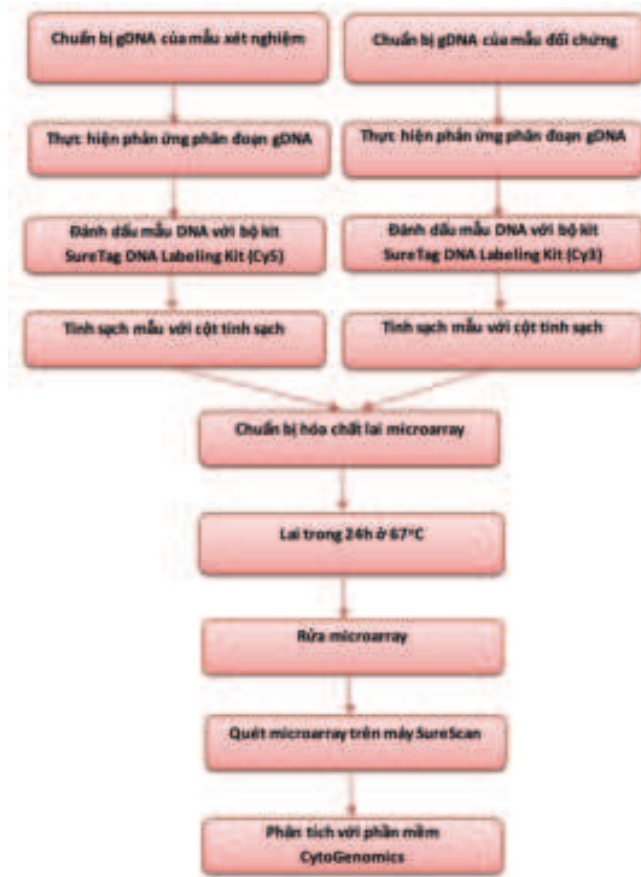 Chuẩn bị gDNA của mẫu xét nghiệm
Chuẩn bị gDNA của mẫu đối chứng
Thực hiện phản ứng phân đoạn gDNA
Thực hiện phản ứng phân đoạn gDNA
Đánh dấu mẫu DNA với bộ kit
SureTag DNA Labeling Kit (Cy5)
Đánh dấu mẫu DNA với bộ kit
SureTag DNA Labeling Kit (Cy3)
Tinh sạch mẫu với cột tinh sạch
Tinh sạch mẫu với cột tinh sạch
Chuẩn bị hóa chất lai microarray
Lai trong 24h ở 67°C
Rửa microarray
Quét microarray trên máy SureScan
Phân tích với phần mềm
CytoGenomics